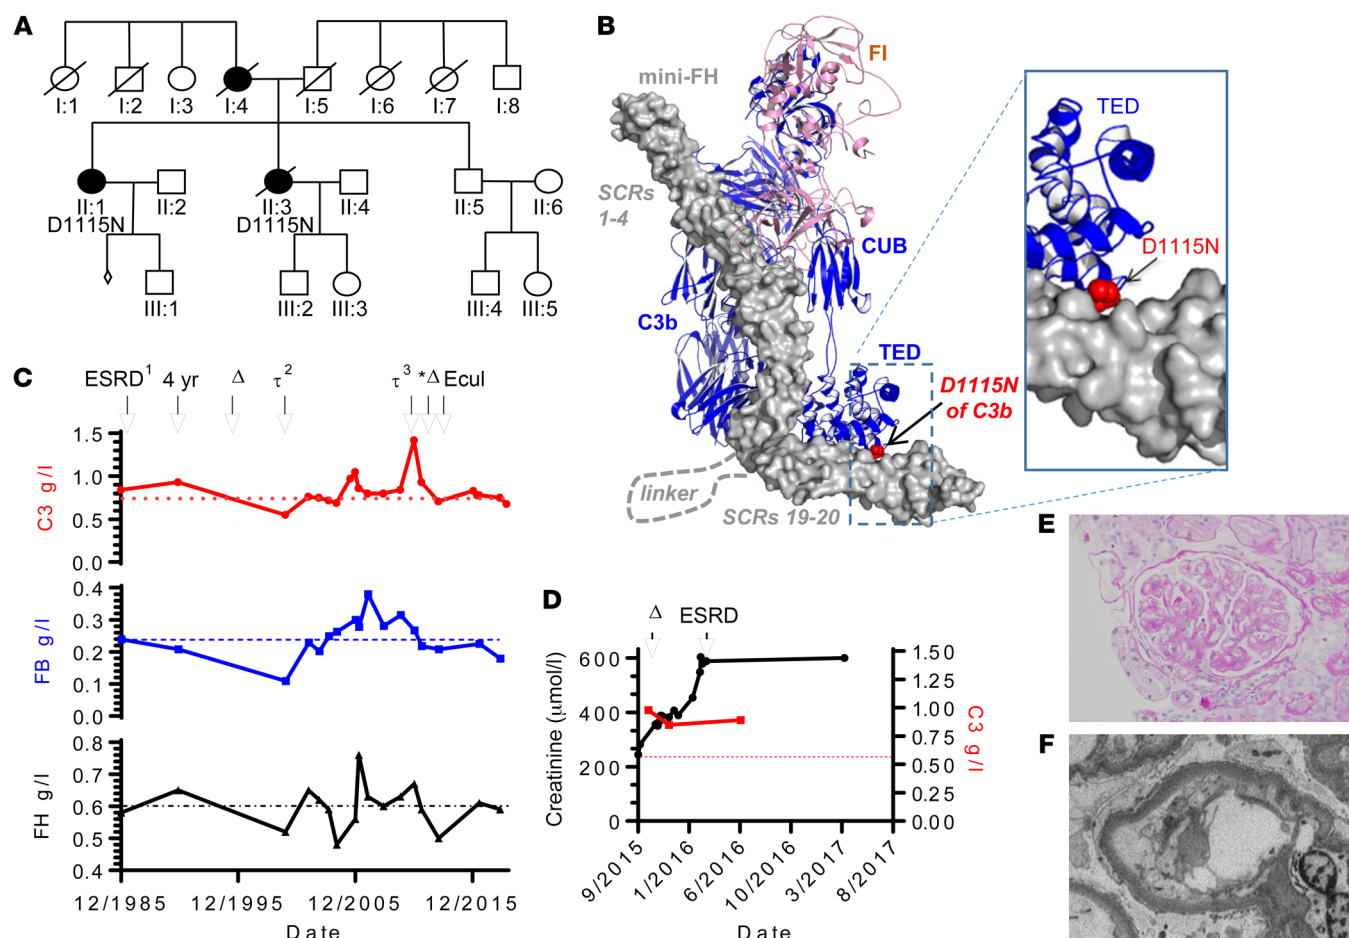 A
I:1 I:2 I:3 I:4 I:5 I:6 I:7 I:8
II:1 II:2 II:3 II:4 II:5 II:6
D1115N D1115N
III:1 III:2 III:3 III:4 III:5
B
FI
mini-FH
SCRs
1-4
CUB
C3b
TED
D1115N
of C3b
linker
SCRs 19-20
TED
D1115N
C
ESRD¹ 4 yr Δ τ² τ³ *Δ Ecul
C3 g/l
1.5
1.0
0.5
0.0
FB g/l
0.4
0.3
0.2
0.1
0.0
FH g/l
0.8
0.7
0.6
0.5
0.4
12/1985 12/1995 12/2005 12/2015
Date
D
Δ ESRD
Creatinine (μmol/l)
600
400
200
0
1.50
1.25
1.00
0.75
0.50
0.25
0.00
C3 g/l
9/2015 1/2016 6/2016 10/2016 3/2017 8/2017
Date
E
F